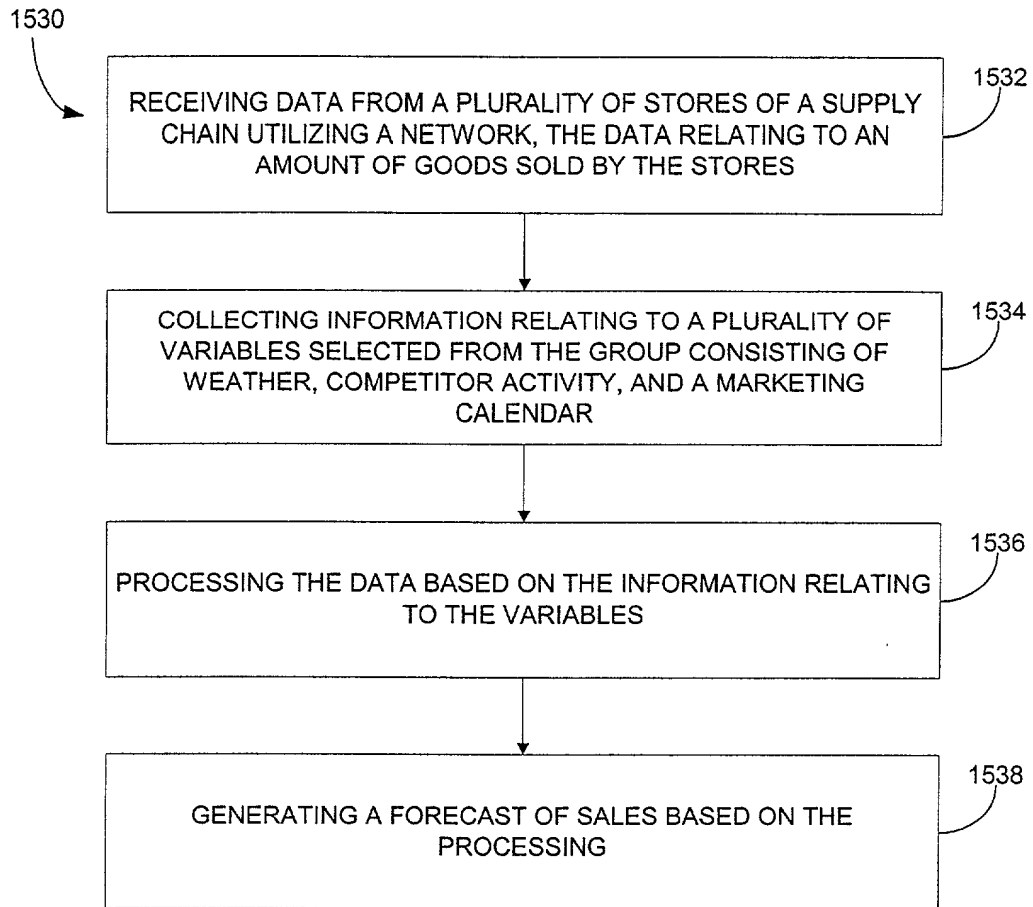 1530
1532
RECEIVING DATA FROM A PLURALITY OF STORES OF A SUPPLY
CHAIN UTILIZING A NETWORK, THE DATA RELATING TO AN
AMOUNT OF GOODS SOLD BY THE STORES
1534
COLLECTING INFORMATION RELATING TO A PLURALITY OF
VARIABLES SELECTED FROM THE GROUP CONSISTING OF
WEATHER, COMPETITOR ACTIVITY, AND A MARKETING
CALENDAR
1536
PROCESSING THE DATA BASED ON THE INFORMATION RELATING
TO THE VARIABLES
1538
GENERATING A FORECAST OF SALES BASED ON THE
PROCESSING